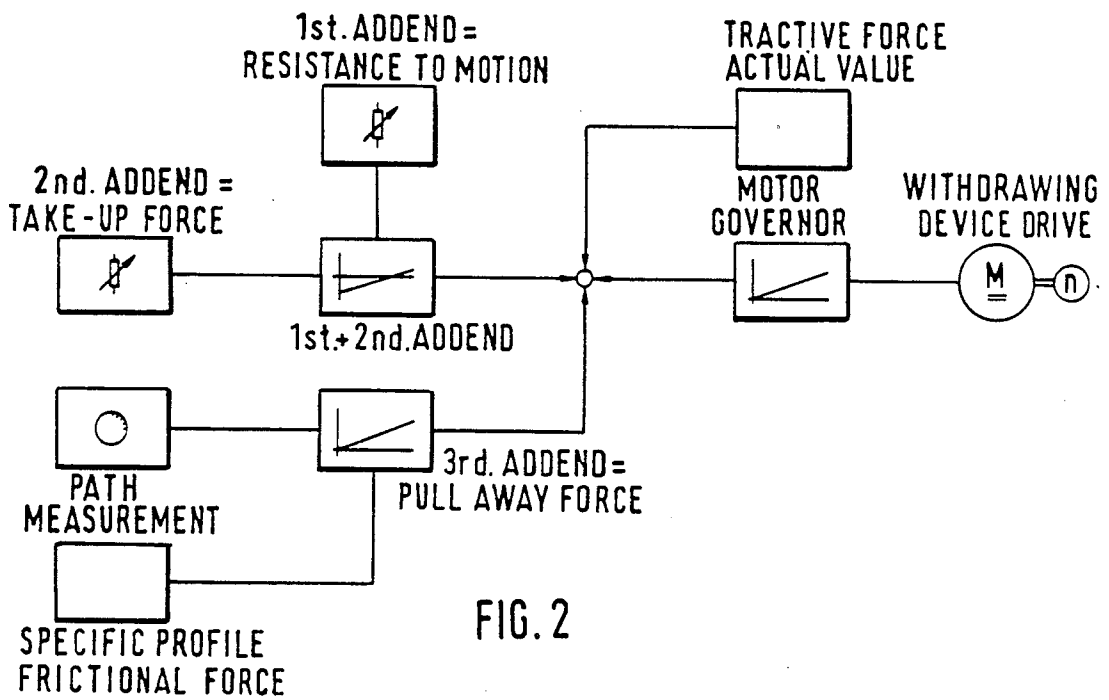 1st. ADDEND =
RESISTANCE TO MOTION
TRACTIVE FORCE
ACTUAL VALUE
2nd. ADDEND =
TAKE-UP FORCE
MOTOR
GOVERNOR
WITHDRAWING
DEVICE DRIVE
M
n
1st.+2nd.ADDEND
3rd. ADDEND =
PULL AWAY FORCE
PATH
MEASUREMENT
SPECIFIC PROFILE
FRICTIONAL FORCE
FIG. 2